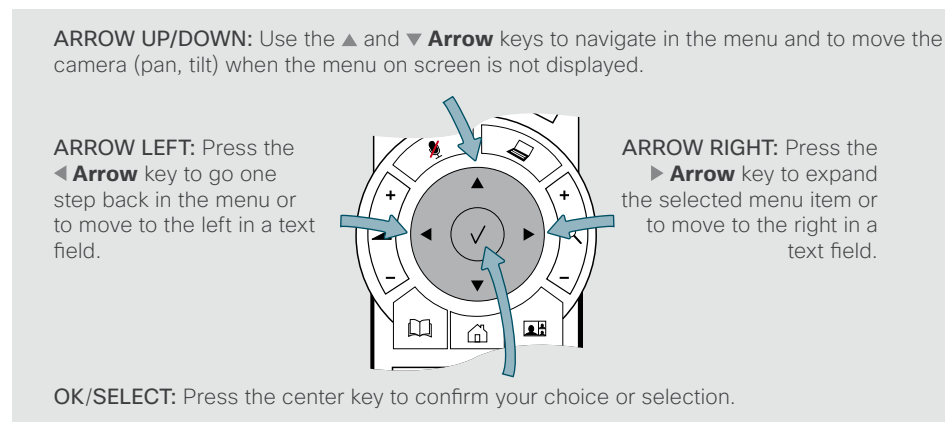 ARROW UP/DOWN: Use the ▲ and ▼ Arrow keys to navigate in the menu and to move the
camera (pan, tilt) when the menu on screen is not displayed.
ARROW LEFT: Press the
◀ Arrow key to go one
step back in the menu or
to move to the left in a text
field.
ARROW RIGHT: Press the
▶ Arrow key to expand
the selected menu item or
to move to the right in a
text field.
+
+
–
–
OK/SELECT: Press the center key to confirm your choice or selection.